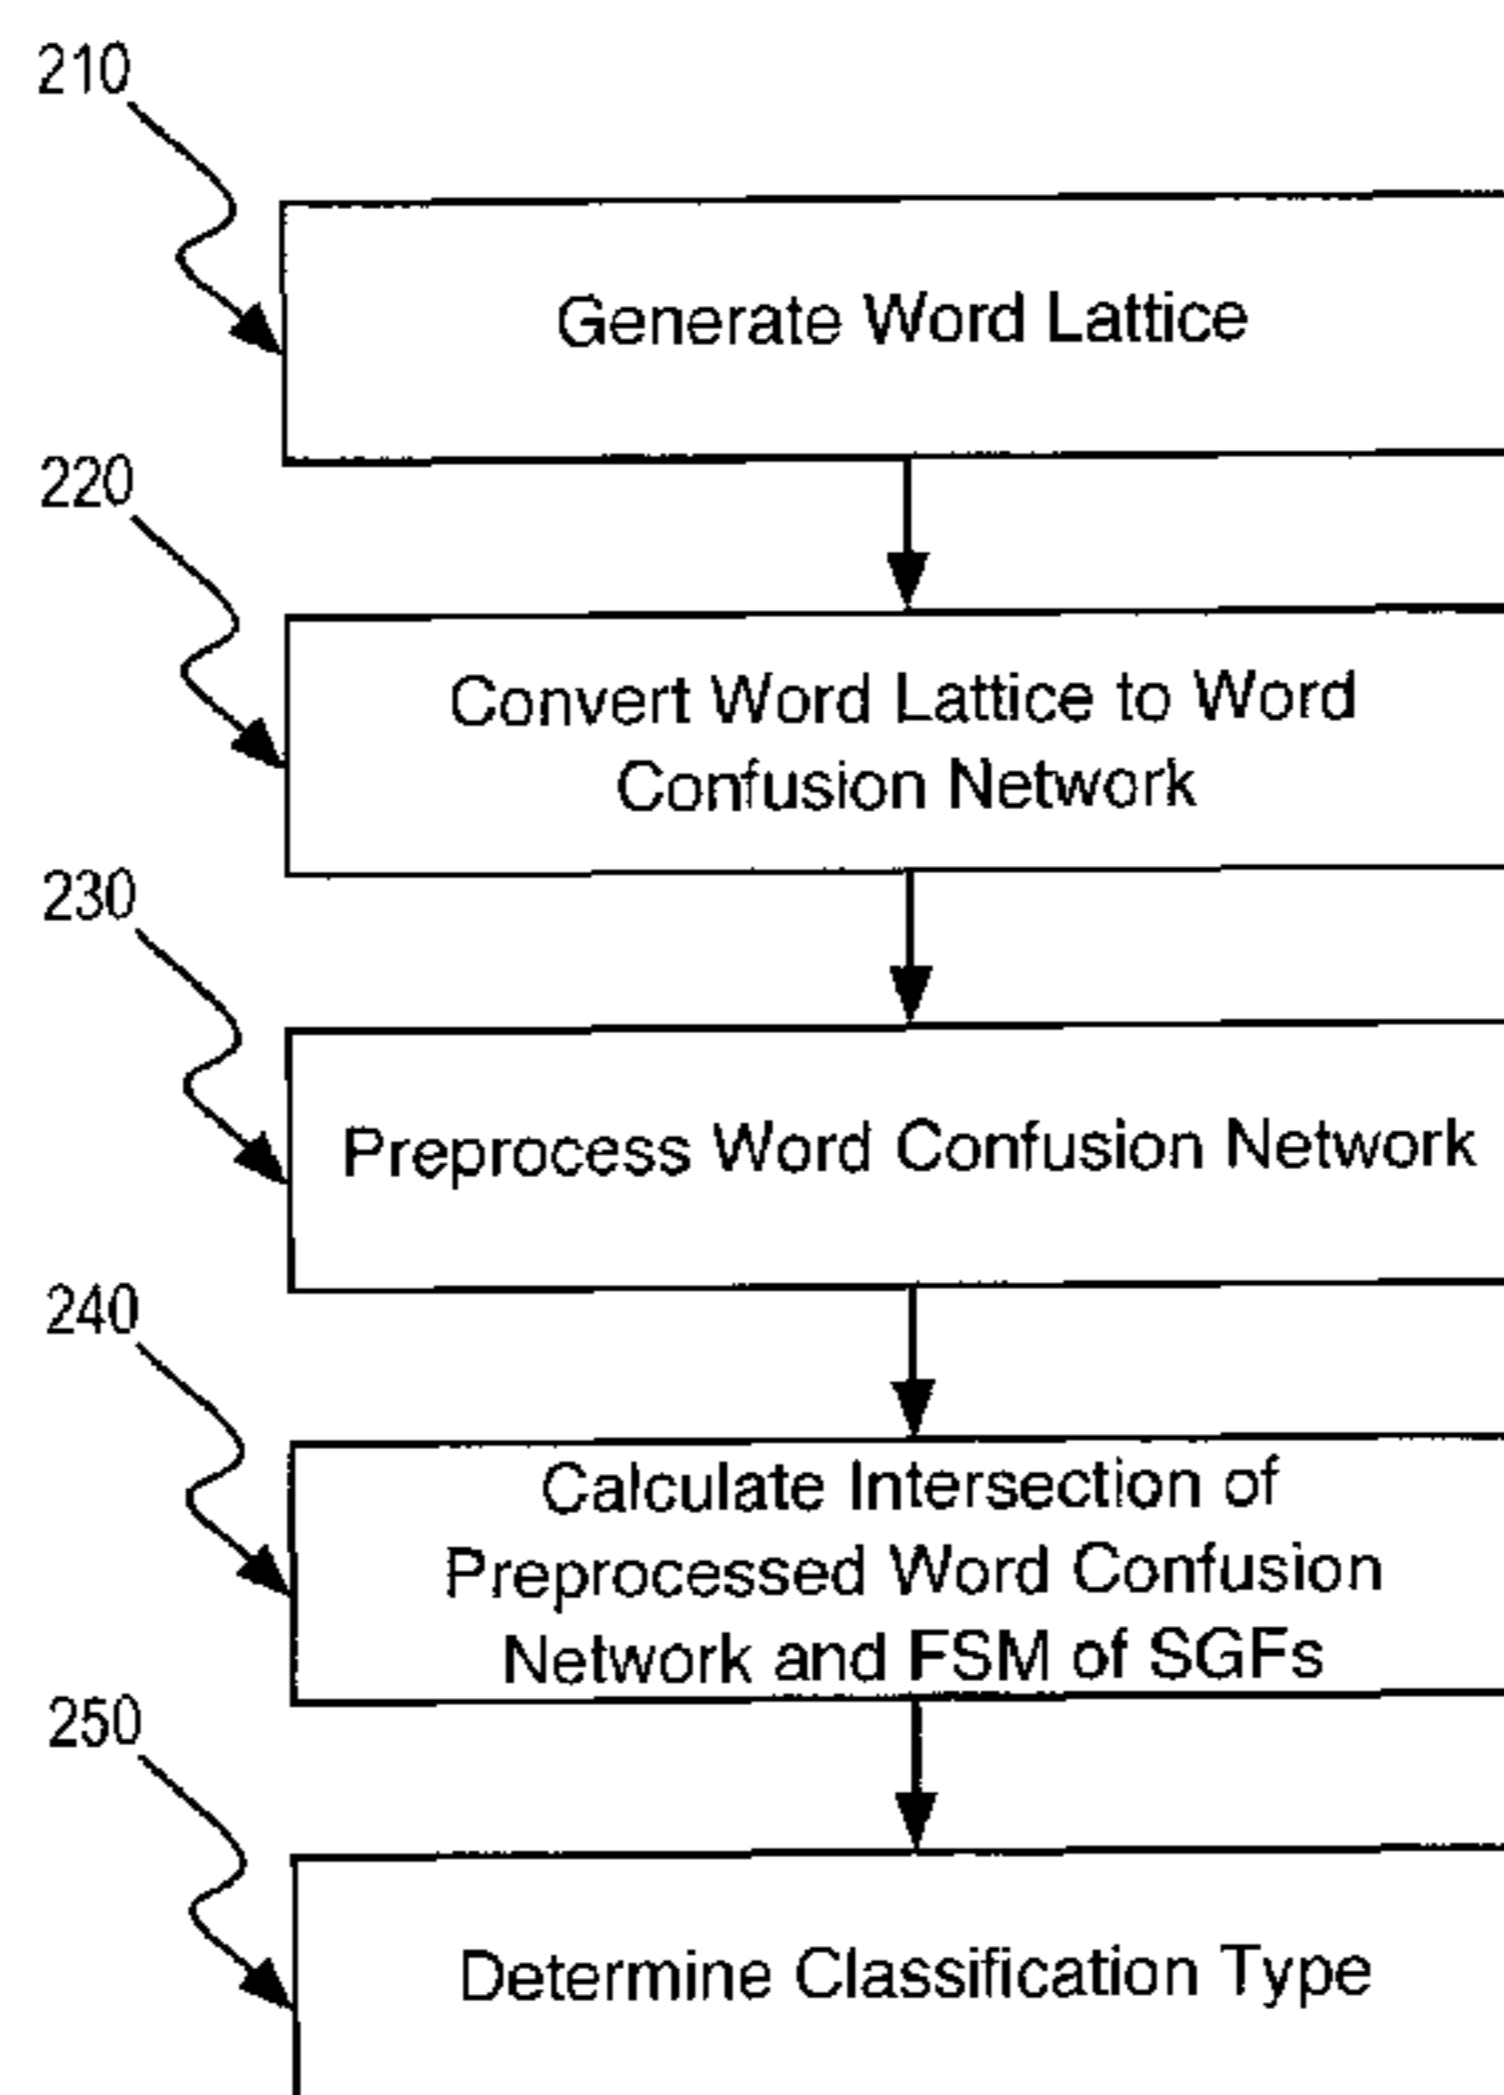 210
Generate Word Lattice
220
Convert Word Lattice to Word
Confusion Network
230
Preprocess Word Confusion Network
240
Calculate Intersection of
Preprocessed Word Confusion
Network and FSM of SGFs
250
Determine Classification Type